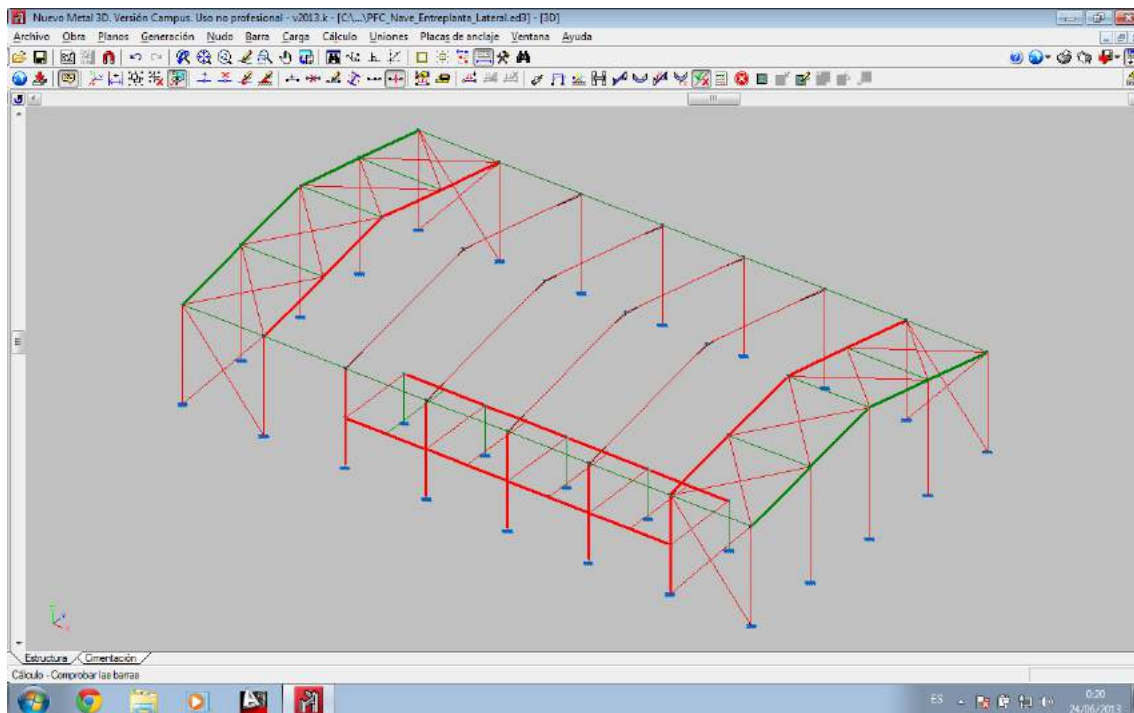 Nuevo Metal 3D. Versión Campus. Uso no profesional - v2013.k - [C:\...\PFC_Nave_Entreplanta_Lateral.ed3] - [3D]
Archivo Obra Planos Generación Nudo Barra Carga Cálculo Uniones Placas de anclaje Ventana Ayuda
Estructura Cimentación
Cálculo - Comprobar las barras
ES 0:20
24/06/2013